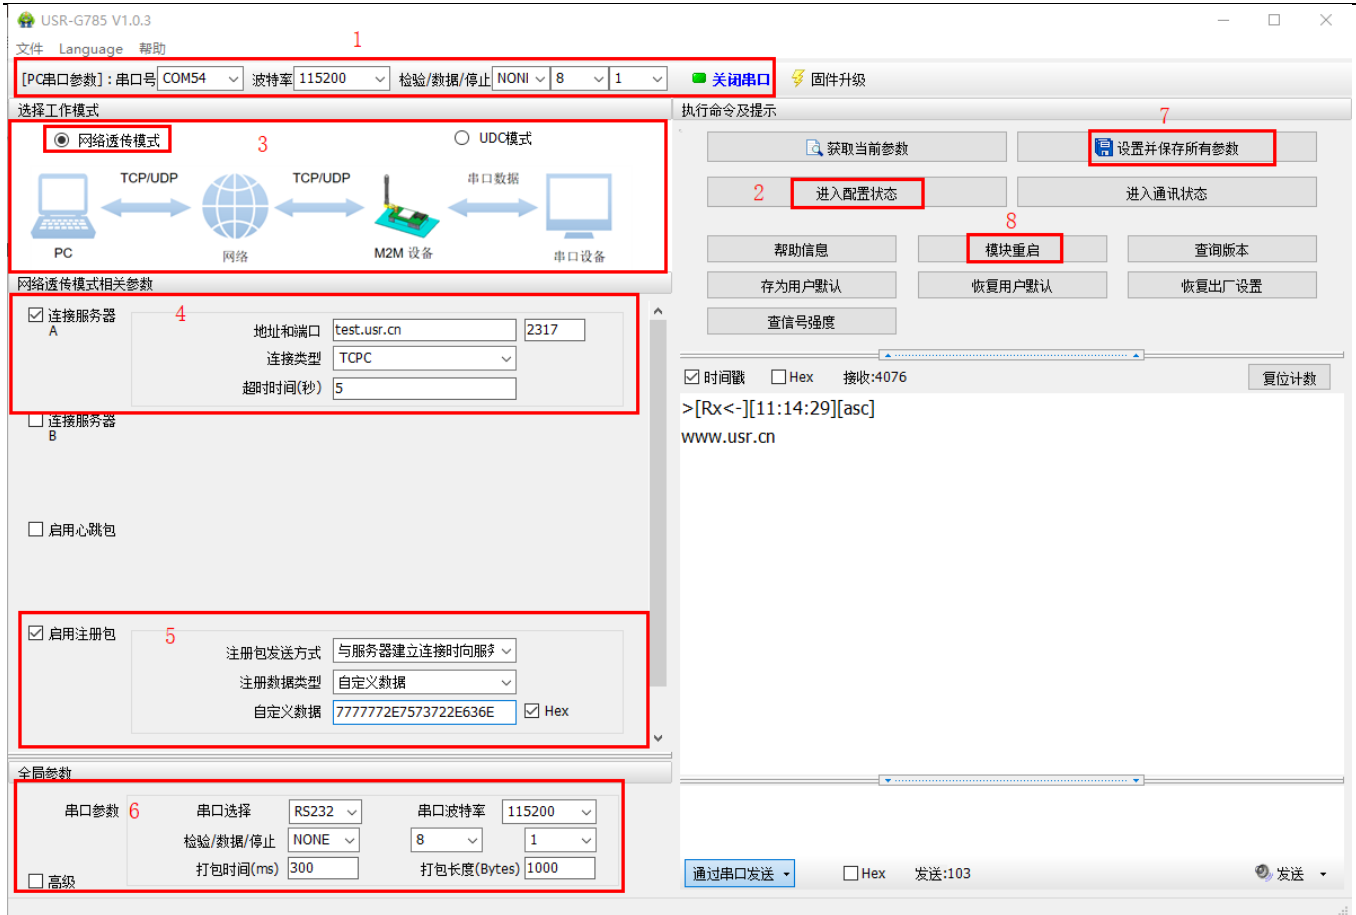 USR-G785 V1.0.3
文件 Language 帮助
1
[PC串口参数]：串口号 COM54 波特率 115200 检验/数据/停止 NONI 8 1 关闭串口 固件升级
选择工作模式
网络透传模式 3 UDC模式
TCP/UDP TCP/UDP 串口数据
PC 网络 M2M 设备 串口设备
网络透传模式相关参数
连接服务器
A
4
地址和端口 test.usr.cn 2317
连接类型 TCPC
超时时间(秒) 5
连接服务器
B
启用心跳包
启用注册包 5
注册包发送方式 与服务器建立连接时向服务
注册数据类型 自定义数据
自定义数据 7777772E7573722E636E Hex
全局参数
串口参数 6 串口选择 RS232 串口波特率 115200
检验/数据/停止 NONE 8 1
打包时间(ms) 300 打包长度(Bytes) 1000
高级
执行命令及提示
7
获取当前参数 设置并保存所有参数
2 进入配置状态 进入通讯状态
8
帮助信息 模块重启 查询版本
存为用户默认 恢复用户默认 恢复出厂设置
查信号强度
时间戳 Hex 接收:4076 复位计数
>[Rx<-][11:14:29][asc]
www.usr.cn
通过串口发送 Hex 发送:103 发送